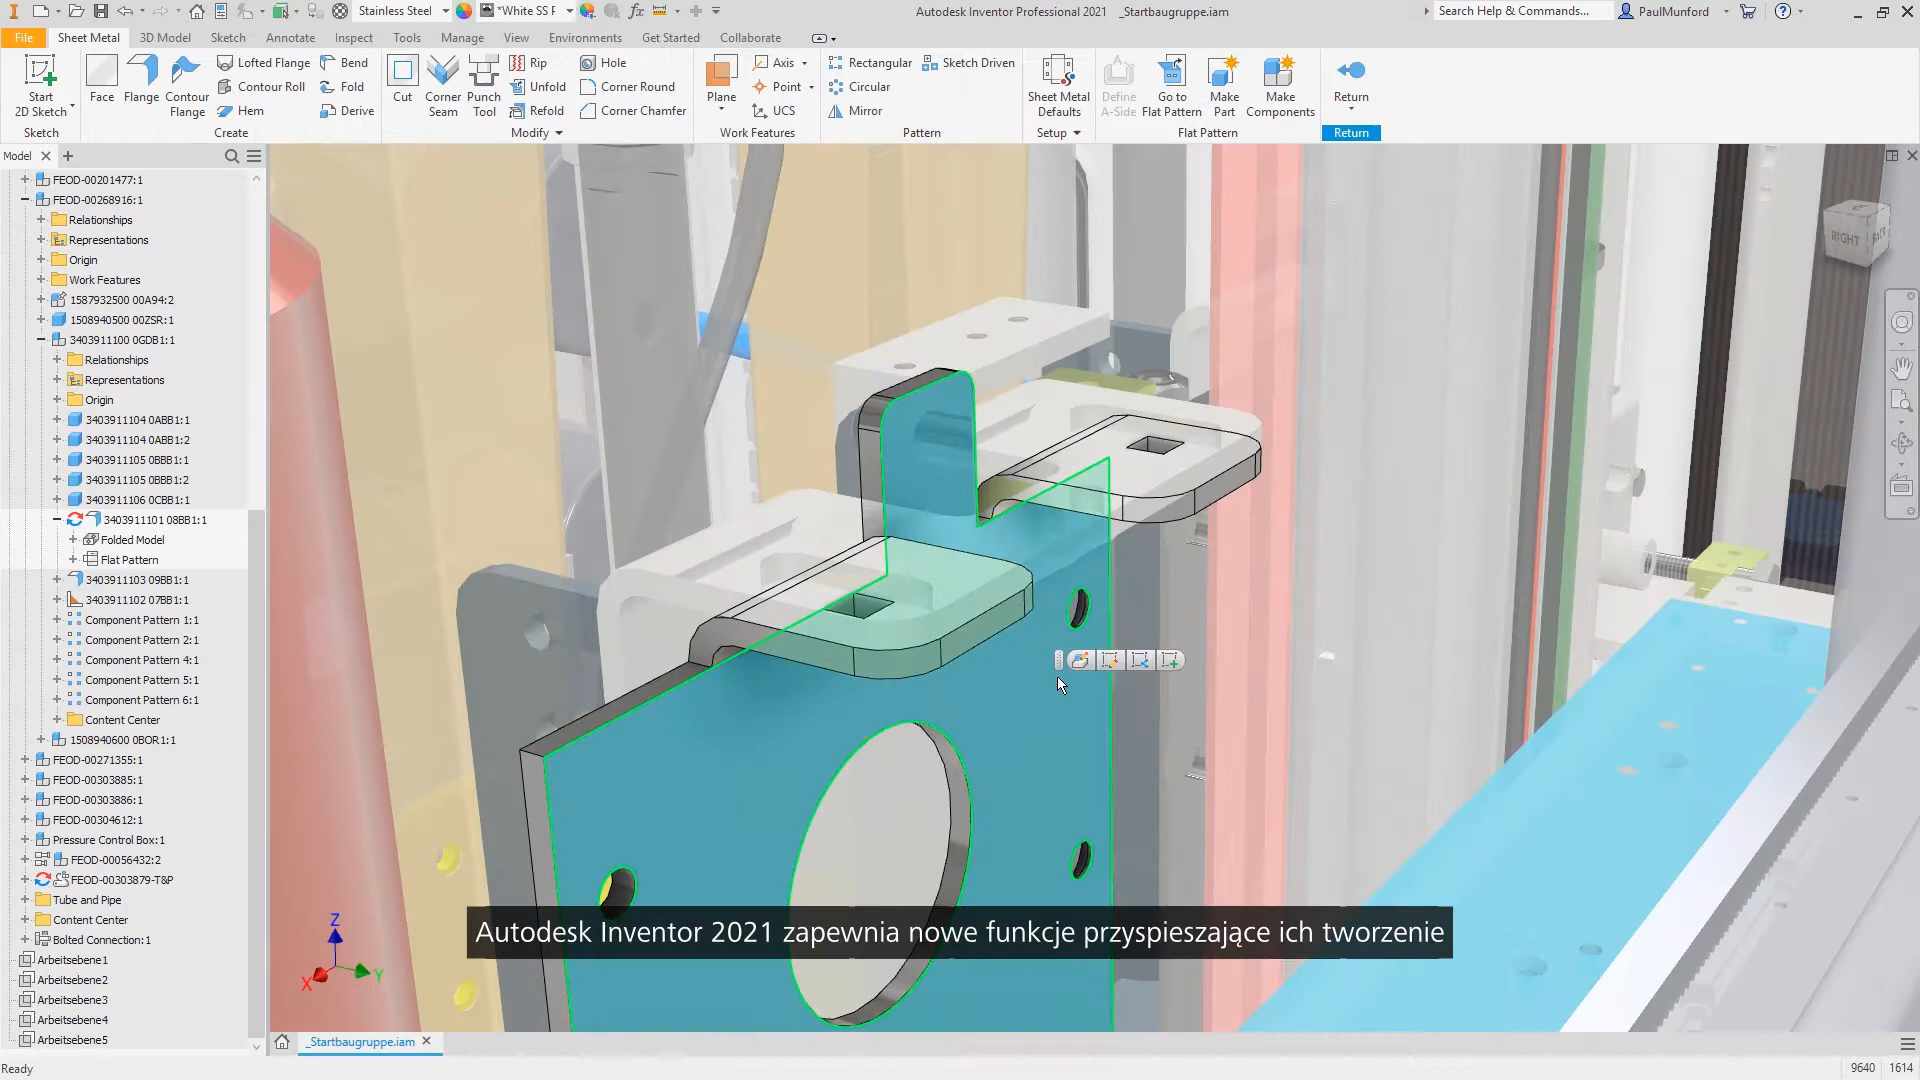 Stainless Steel
*White SS F
fx
Autodesk Inventor Professional 2021   _Startbaugruppe.iam
Search Help & Commands...
PaulMunford
File
Sheet Metal
3D Model
Sketch
Annotate
Inspect
Tools
Manage
View
Environments
Get Started
Collaborate
Start
2D Sketch
Face
Flange
Contour
Flange
Lofted Flange
Contour Roll
Hem
Bend
Fold
Derive
Cut
Corner
Seam
Punch
Tool
Rip
Unfold
Refold
Hole
Corner Round
Corner Chamfer
Plane
Axis
Point
UCS
Rectangular
Circular
Mirror
Sketch Driven
Sheet Metal
Defaults
Define
A-Side
Go to
Flat Pattern
Make
Part
Make
Components
Return
Sketch
Create
Modify
Work Features
Pattern
Setup
Flat Pattern
Return
Model
FEOD-00201477:1
FEOD-00268916:1
Relationships
Representations
Origin
Work Features
1587932500 00A94:2
1508940500 00ZSR:1
3403911100 0GDB1:1
Relationships
Representations
Origin
3403911104 0ABB1:1
3403911104 0ABB1:2
3403911105 0BBB1:1
3403911105 0BBB1:2
3403911106 0CBB1:1
3403911101 08BB1:1
Folded Model
Flat Pattern
3403911103 09BB1:1
3403911102 07BB1:1
Component Pattern 1:1
Component Pattern 2:1
Component Pattern 4:1
Component Pattern 5:1
Component Pattern 6:1
Content Center
1508940600 0BOR1:1
FEOD-00271355:1
FEOD-00303885:1
FEOD-00303886:1
FEOD-00304612:1
Pressure Control Box:1
FEOD-00056432:2
FEOD-00303879-T&P
Tube and Pipe
Content Center
Bolted Connection:1
Arbeitsebene1
Arbeitsebene2
Arbeitsebene3
Arbeitsebene4
Arbeitsebene5
RIGHT
BACK
Z
X
Y
Autodesk Inventor 2021 zapewnia nowe funkcje przyspieszające ich tworzenie
_Startbaugruppe.iam
Ready
9640
1614